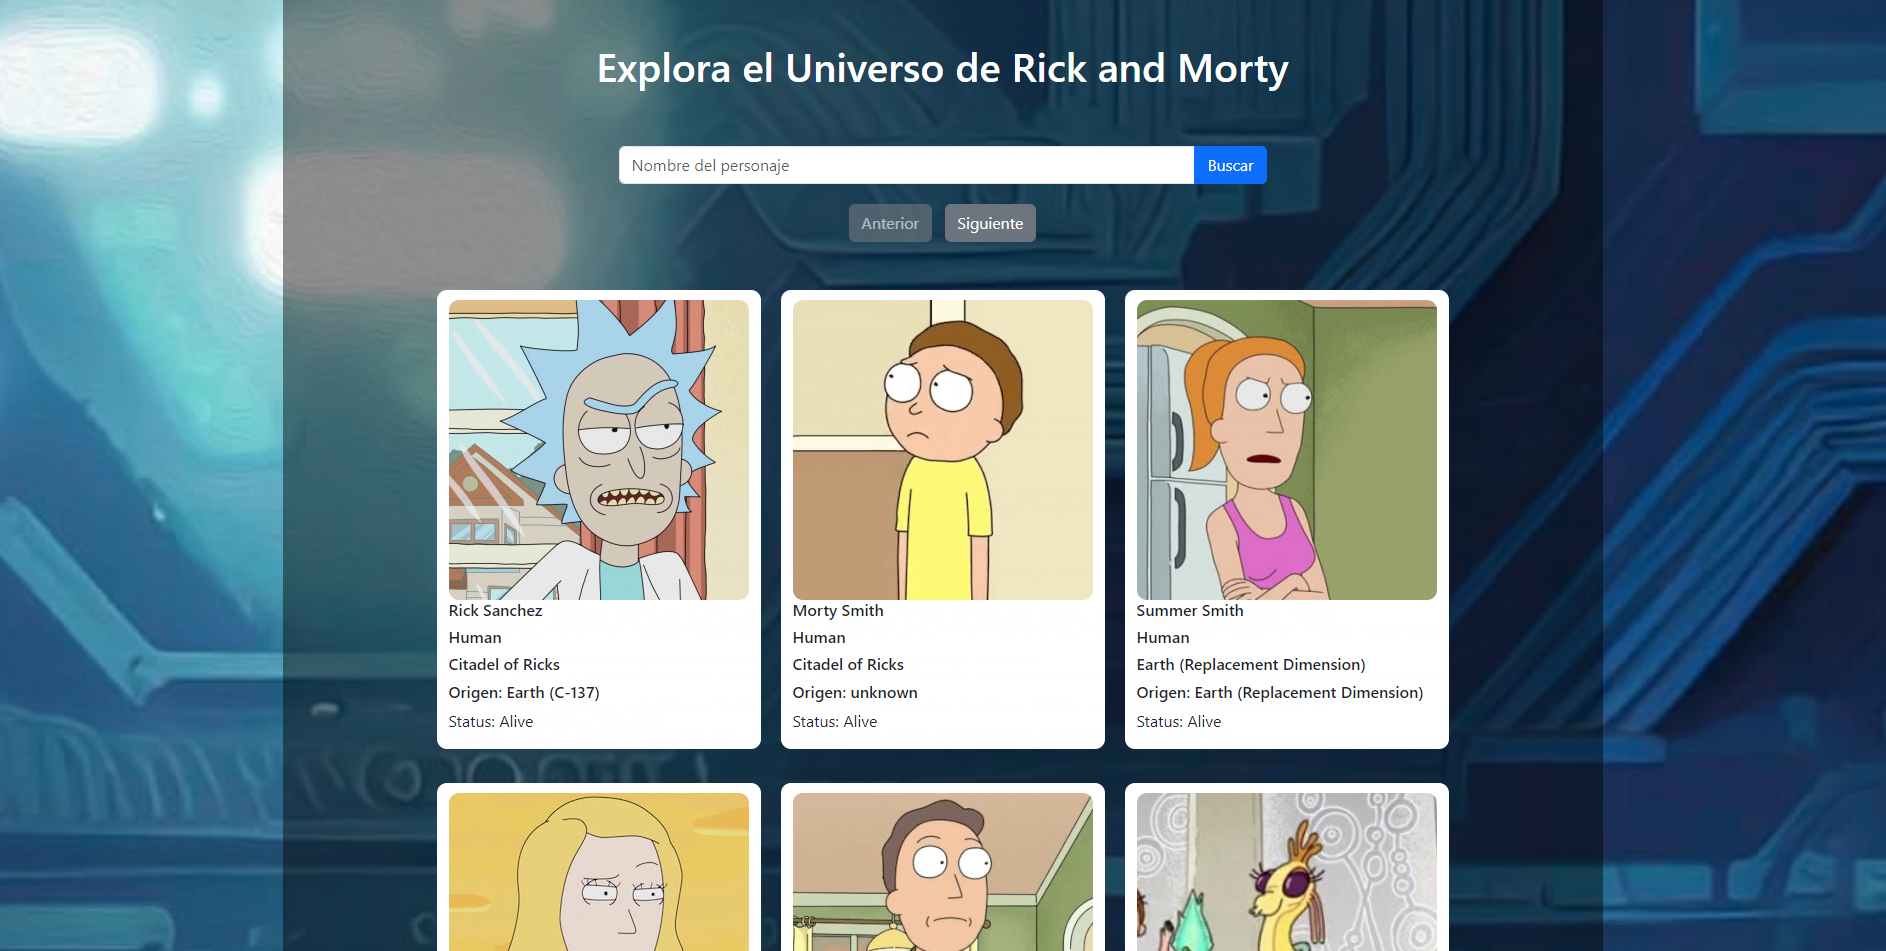 Explora el Universo de Rick and Morty
Nombre del personaje
Buscar
Anterior
Siguiente
Rick Sanchez
Human
Citadel of Ricks
Origen: Earth (C-137)
Status: Alive
Morty Smith
Human
Citadel of Ricks
Origen: unknown
Status: Alive
Summer Smith
Human
Earth (Replacement Dimension)
Origen: Earth (Replacement Dimension)
Status: Alive